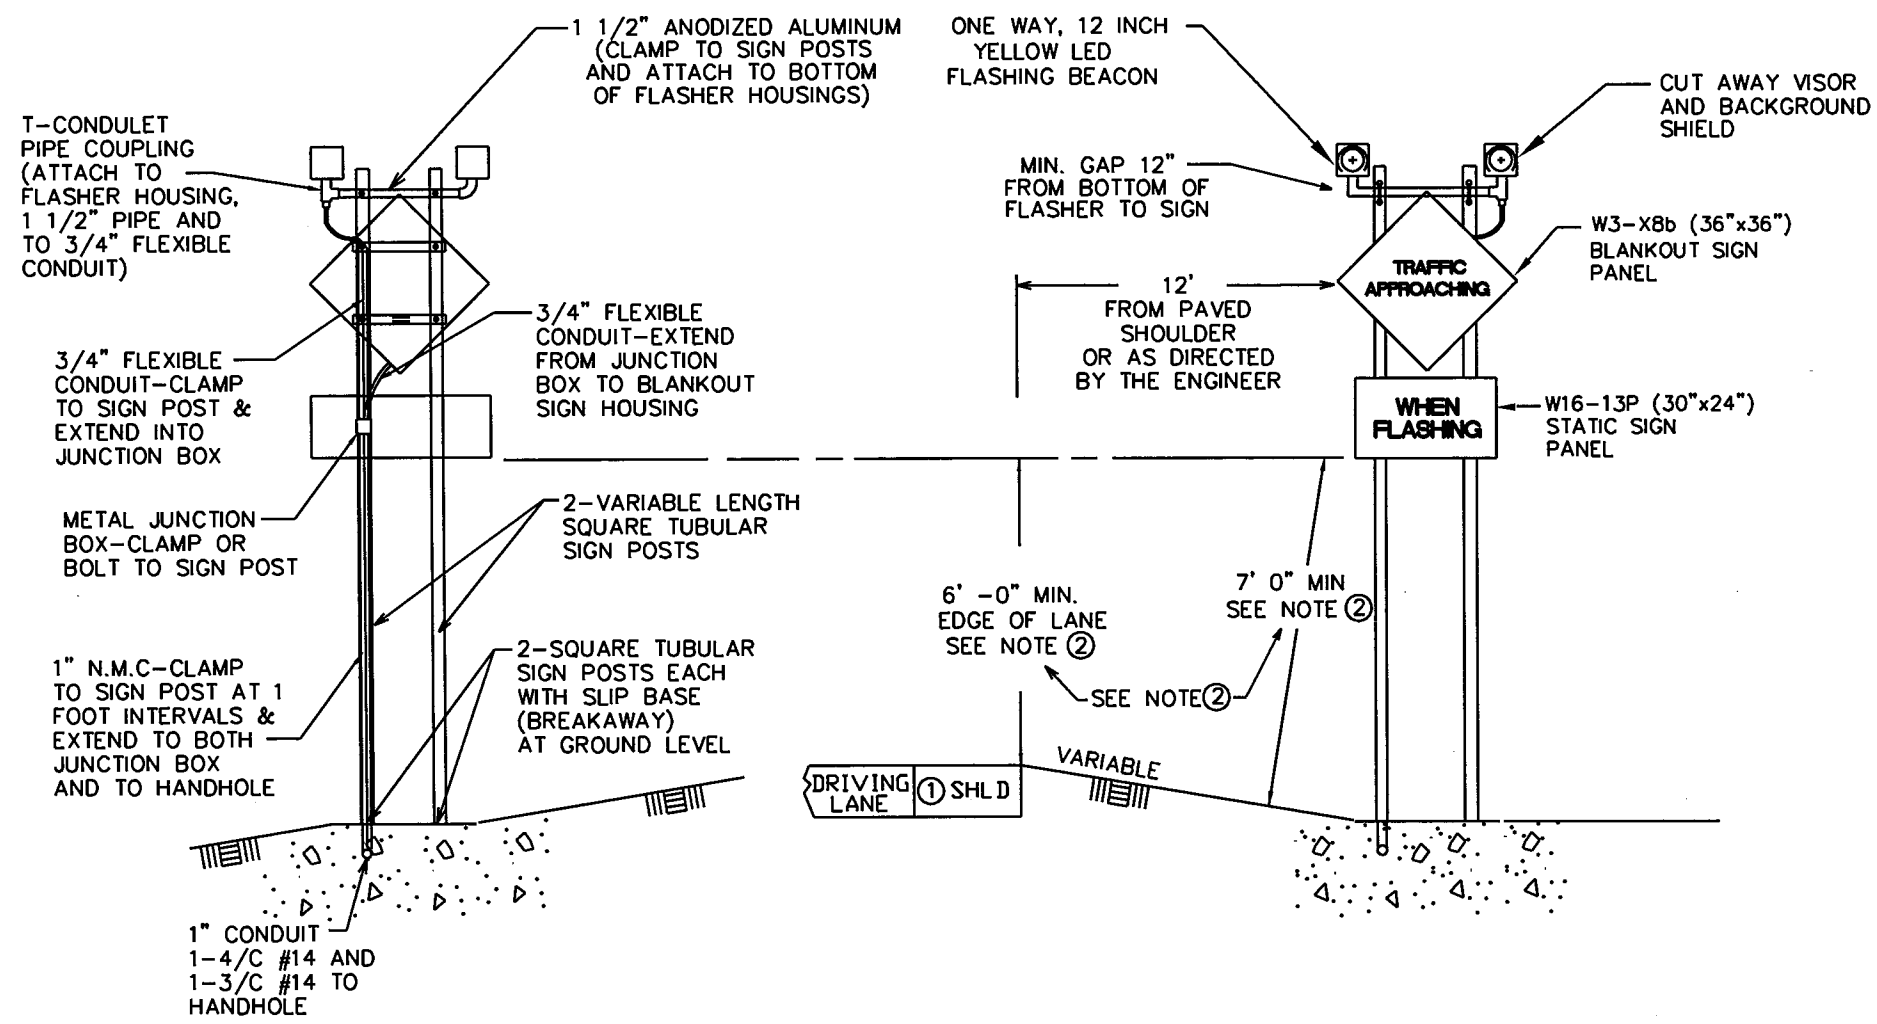 1 1/2" ANODIZED ALUMINUM
(CLAMP TO SIGN POSTS
AND ATTACH TO BOTTOM
OF FLASHER HOUSINGS)
ONE WAY, 12 INCH
YELLOW LED
FLASHING BEACON
CUT AWAY VISOR
AND BACKGROUND
SHIELD
T-CONDULET
PIPE COUPLING
(ATTACH TO
FLASHER HOUSING,
1 1/2" PIPE AND
TO 3/4" FLEXIBLE
CONDUIT)
MIN. GAP 12"
FROM BOTTOM OF
FLASHER TO SIGN
W3-X8b (36"x36")
BLANKOUT SIGN
PANEL
TRAFFIC
APPROACHING
12'
FROM PAVED
SHOULDER
OR AS DIRECTED
BY THE ENGINEER
3/4" FLEXIBLE
CONDUIT-EXTEND
FROM JUNCTION
BOX TO BLANKOUT
SIGN HOUSING
3/4" FLEXIBLE
CONDUIT-CLAMP
TO SIGN POST &
EXTEND INTO
JUNCTION BOX
WHEN
FLASHING
W16-13P (30"x24")
STATIC SIGN
PANEL
METAL JUNCTION
BOX-CLAMP OR
BOLT TO SIGN POST
2-VARIABLE LENGTH
SQUARE TUBULAR
SIGN POSTS
6' -0" MIN.
EDGE OF LANE
SEE NOTE ②
7' 0" MIN
SEE NOTE ②
SEE NOTE ②
1" N.M.C-CLAMP
TO SIGN POST AT 1
FOOT INTERVALS &
EXTEND TO BOTH
JUNCTION BOX
AND TO HANDHOLE
2-SQUARE TUBULAR
SIGN POSTS EACH
WITH SLIP BASE
(BREAKAWAY)
AT GROUND LEVEL
VARIABLE
DRIVING
LANE
① SHLD
1" CONDUIT
1-4/C #14 AND
1-3/C #14 TO
HANDHOLE